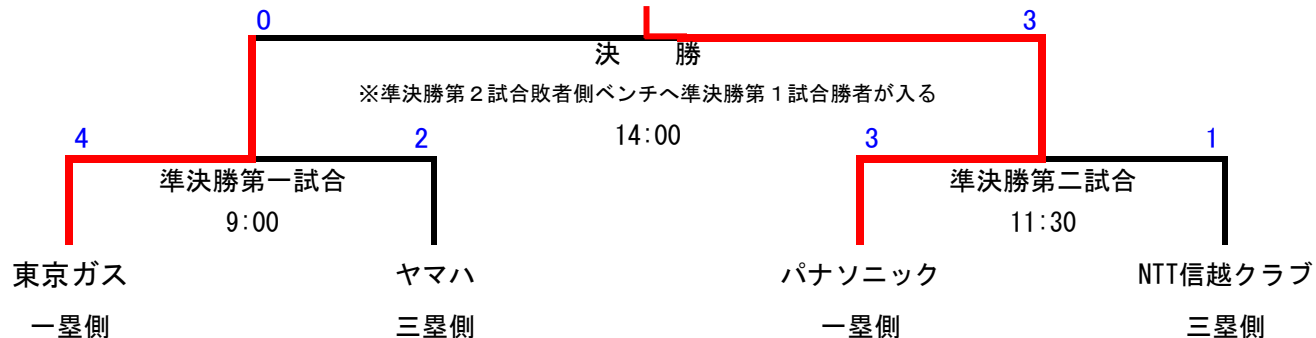 0 3
決 勝
※準決勝第２試合敗者側ベンチへ準決勝第１試合勝者が入る
14:00
4 2 3 1
準決勝第一試合 準決勝第二試合
9:00 11:30
東京ガス ヤマハ パナソニック NTT信越クラブ
一塁側 三塁側 一塁側 三塁側